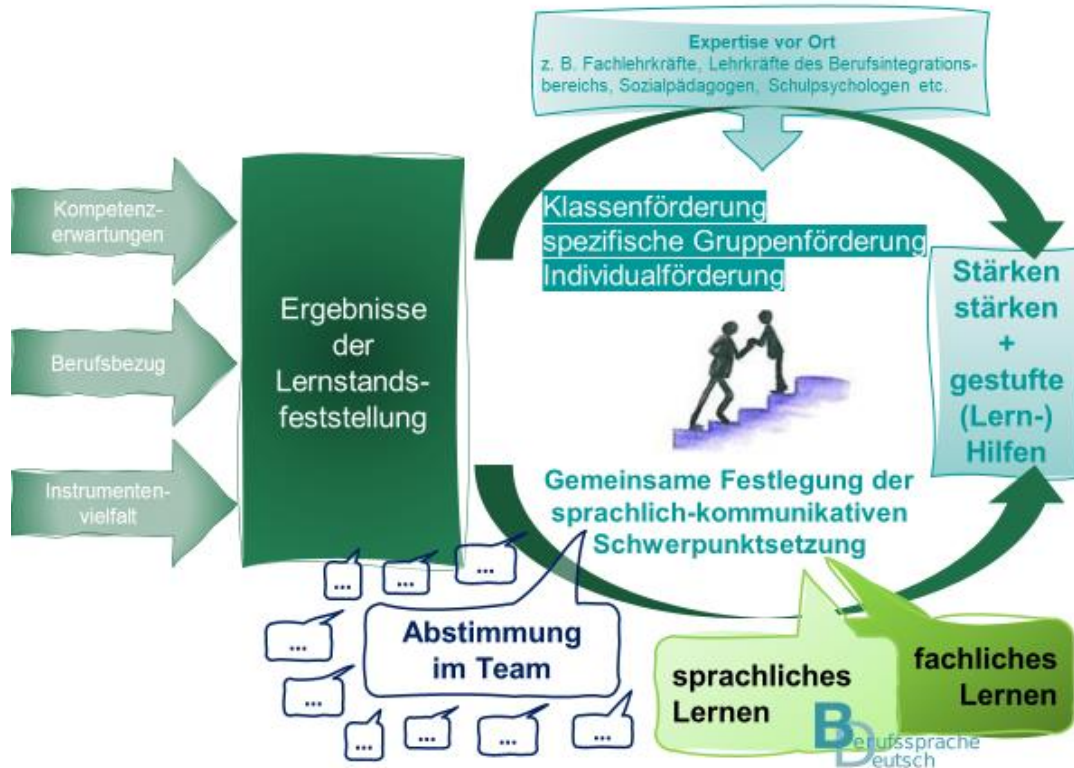 Expertise vor Ort
z. B. Fachlehrkräfte, Lehrkräfte des Berufsintegrations-
bereichs, Sozialpädagogen, Schulpsychologen etc.
Kompetenz-
erwartungen
Berufsbezug
Instrumenten-
vielfalt
Ergebnisse
der
Lernstands-
feststellung
Klassenförderung
spezifische Gruppenförderung
Individualförderung
Stärken
stärken
+
gestufte
(Lern-)
Hilfen
Gemeinsame Festlegung der
sprachlich-kommunikativen
Schwerpunktsetzung
...
...
...
...
...
...
...
...
...
Abstimmung
im Team
sprachliches
Lernen
fachliches
Lernen
Berufssprache
Deutsch